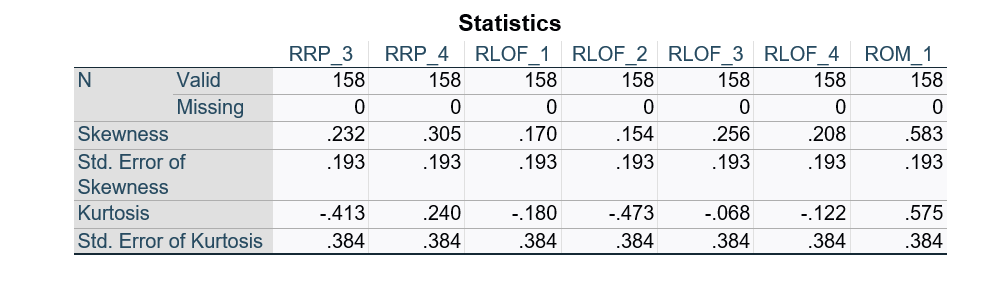 Statistics
RRP_3 RRP_4 RLOF_1 RLOF_2 RLOF_3 RLOF_4 ROM_1
N Valid 158 158 158 158 158 158 158
Missing 0 0 0 0 0 0 0
Skewness .232 .305 .170 .154 .256 .208 .583
Std. Error of .193 .193 .193 .193 .193 .193 .193
Skewness
Kurtosis -.413 .240 -.180 -.473 -.068 -.122 .575
Std. Error of Kurtosis .384 .384 .384 .384 .384 .384 .384